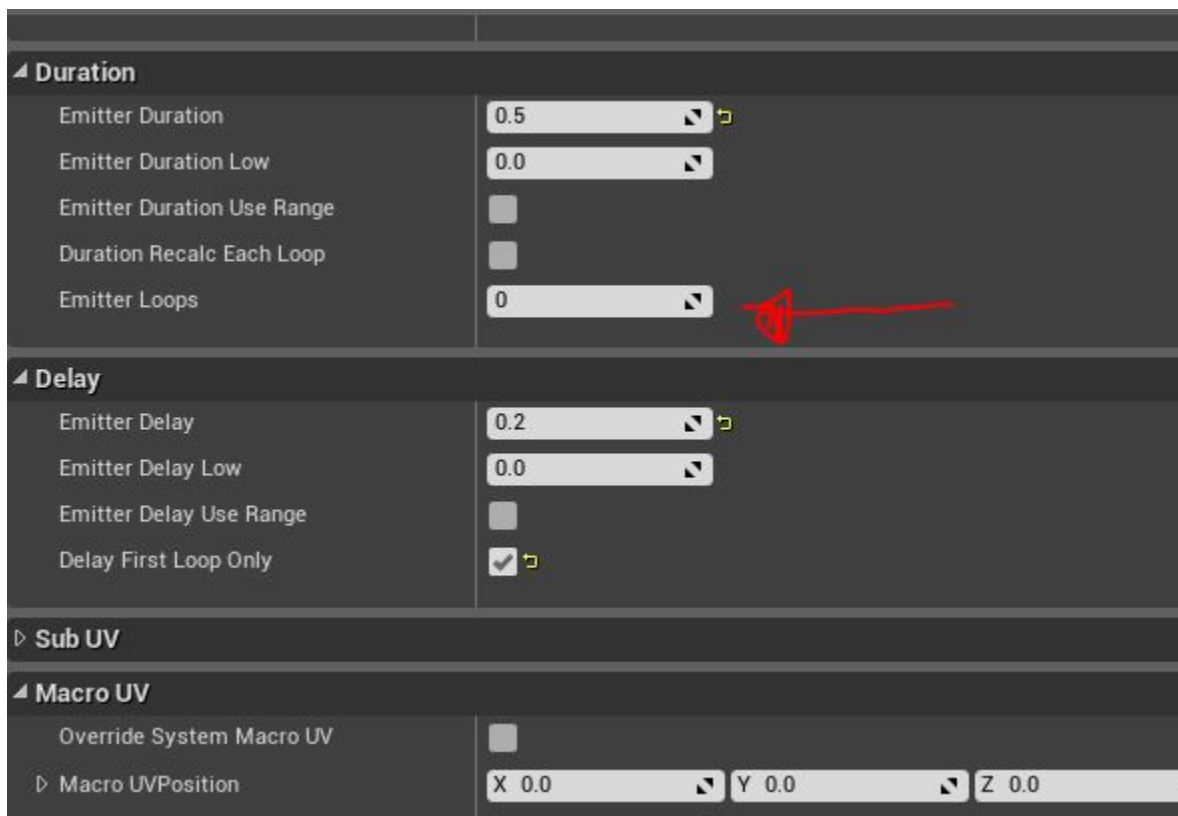 Duration
Emitter Duration 0.5
Emitter Duration Low 0.0
Emitter Duration Use Range
Duration Recalc Each Loop
Emitter Loops 0
Delay
Emitter Delay 0.2
Emitter Delay Low 0.0
Emitter Delay Use Range
Delay First Loop Only
Sub UV
Macro UV
Override System Macro UV
Macro UVPosition X 0.0 Y 0.0 Z 0.0